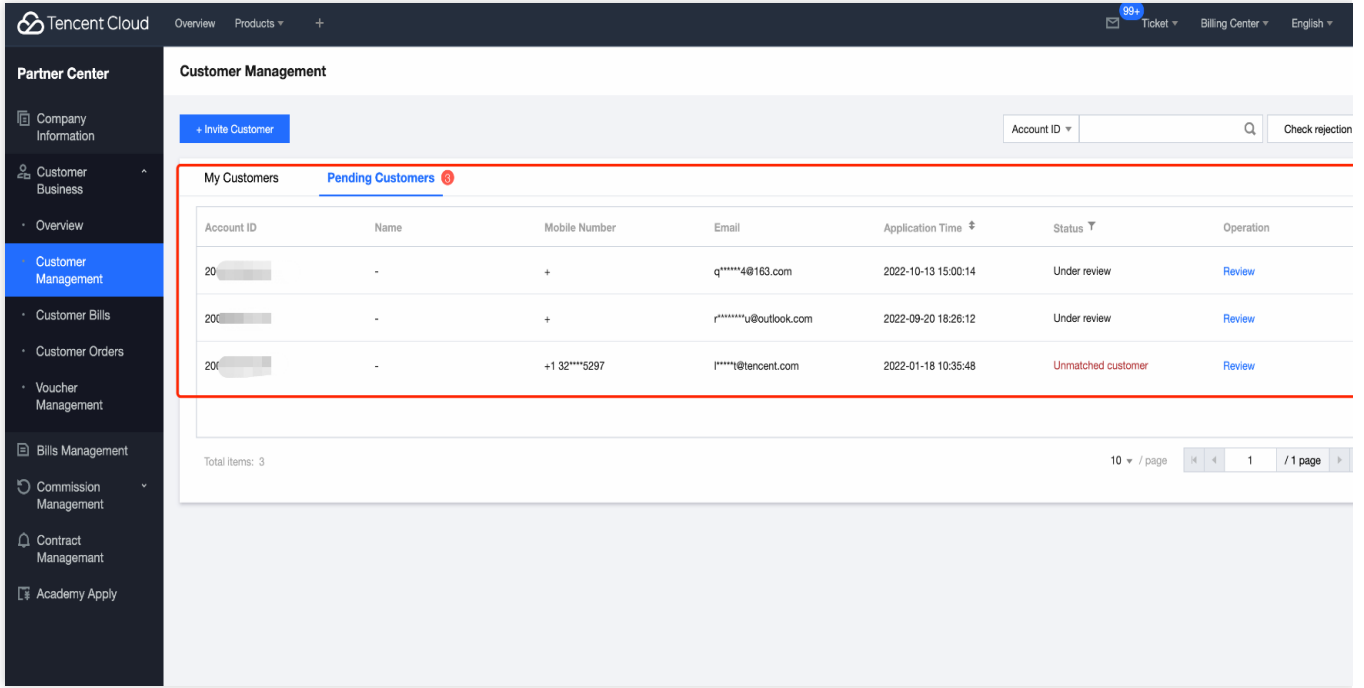 Tencent Cloud Overview Products + 99+ Ticket Billing Center English
Partner Center
Customer Management
Company
Information
+ Invite Customer
Account ID
Check rejection
Customer
Business
My Customers
Pending Customers 3
Account ID Name Mobile Number Email Application Time Status Operation
Overview
Customer
Management
20 - + q******4@163.com 2022-10-13 15:00:14 Under review Review
200 - + r********u@outlook.com 2022-09-20 18:26:12 Under review Review
200 - +1 32****5297 l*****t@tencent.com 2022-01-18 10:35:48 Unmatched customer Review
Customer Bills
Customer Orders
Voucher
Management
Bills Management
Total items: 3
10 / page
1 / 1 page
Commission
Management
Contract
Managemant
Academy Apply